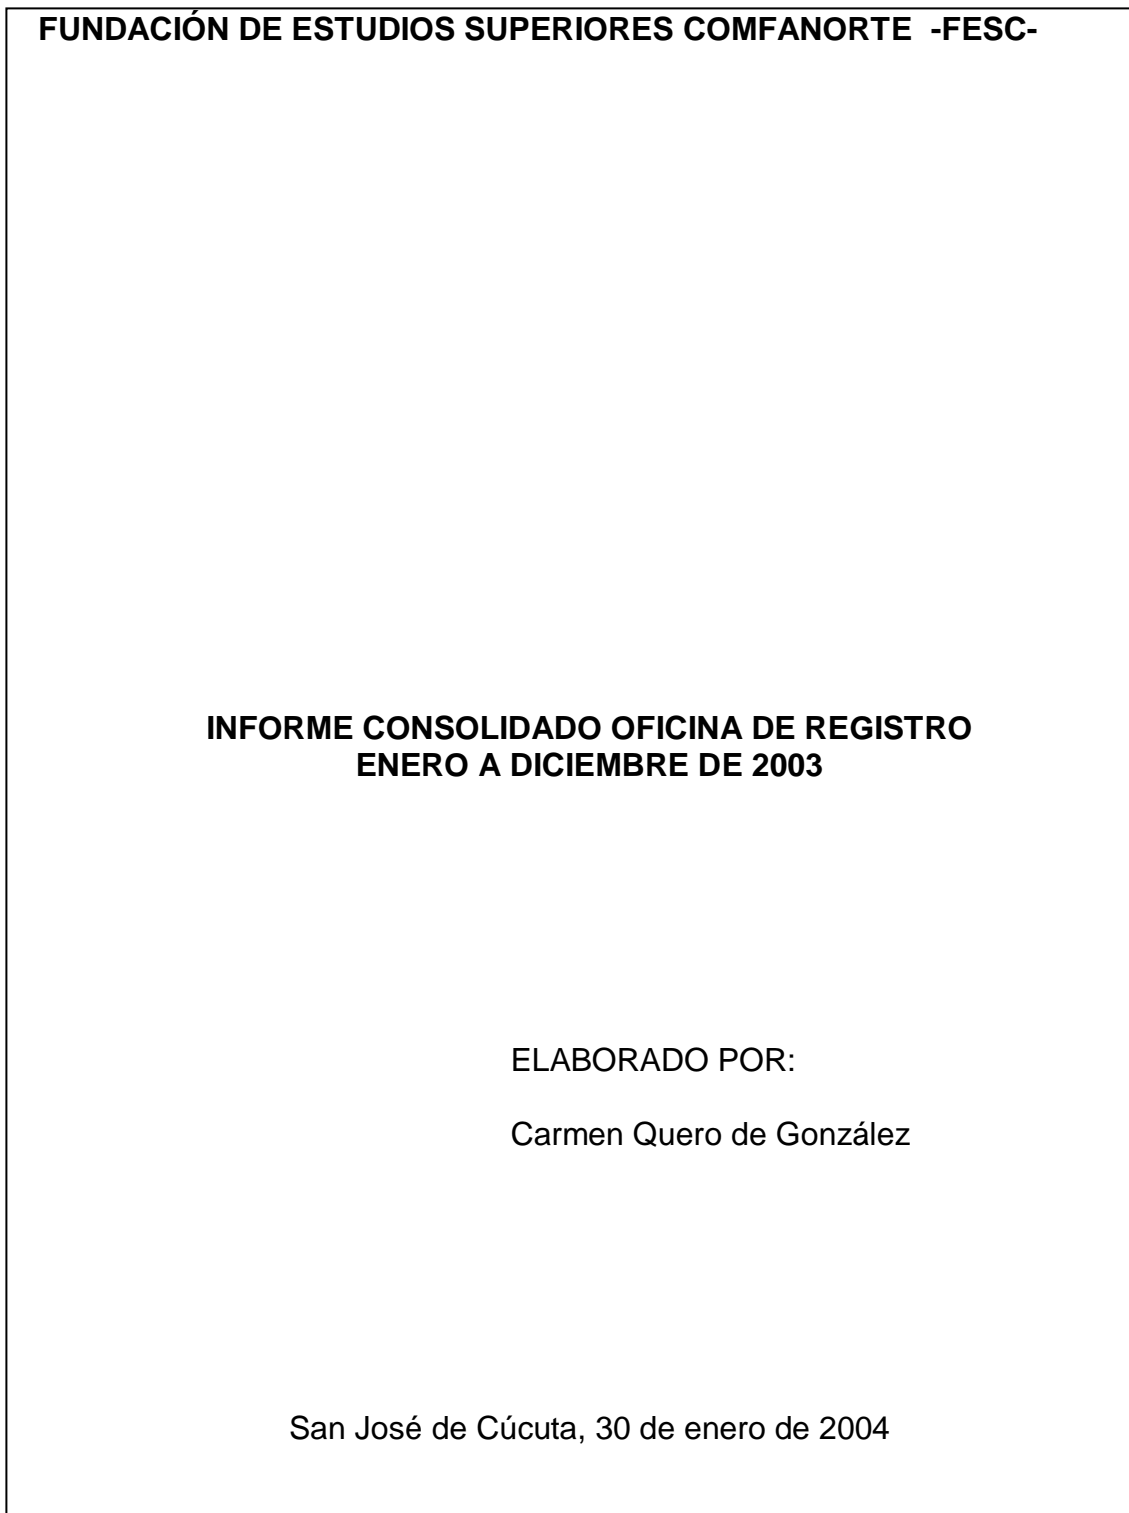 FUNDACIÓN DE ESTUDIOS SUPERIORES COMFANORTE  -FESC-
INFORME CONSOLIDADO OFICINA DE REGISTRO
ENERO A DICIEMBRE DE 2003
ELABORADO POR:
Carmen Quero de González
San José de Cúcuta, 30 de enero de 2004